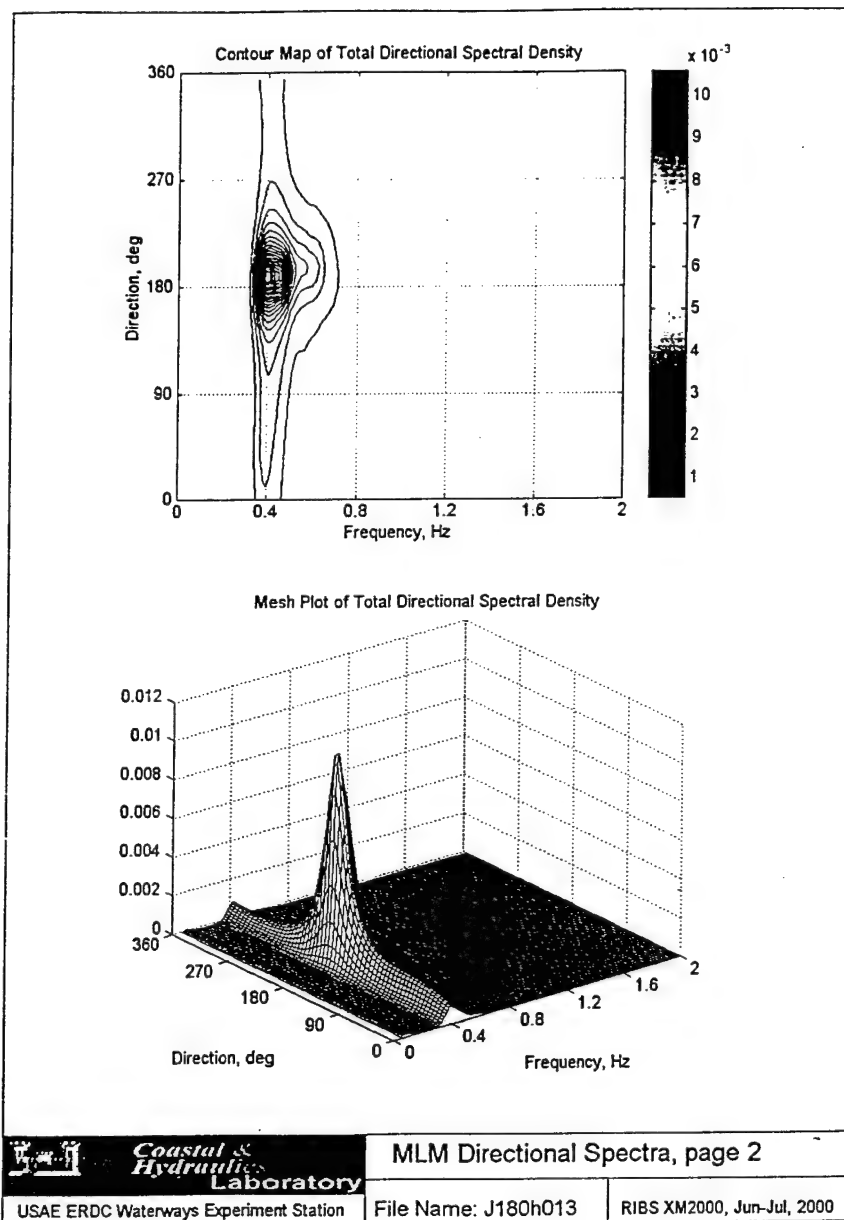 Contour Map of Total Directional Spectral Density
x 10-3
360
270
180
90
0
Direction, deg
0
0.4
0.8
1.2
1.6
2
Frequency, Hz
10
9
8
7
6
5
4
3
2
1
Mesh Plot of Total Directional Spectral Density
0.012
0.01
0.008
0.006
0.004
0.002
0
360
270
180
90
0
Direction, deg
0
0.4
0.8
1.2
1.6
2
Frequency, Hz
Coastal &
Hydraulics
Laboratory
USAE ERDC Waterways Experiment Station
MLM Directional Spectra, page 2
File Name: J180h013
RIBS XM2000, Jun-Jul, 2000